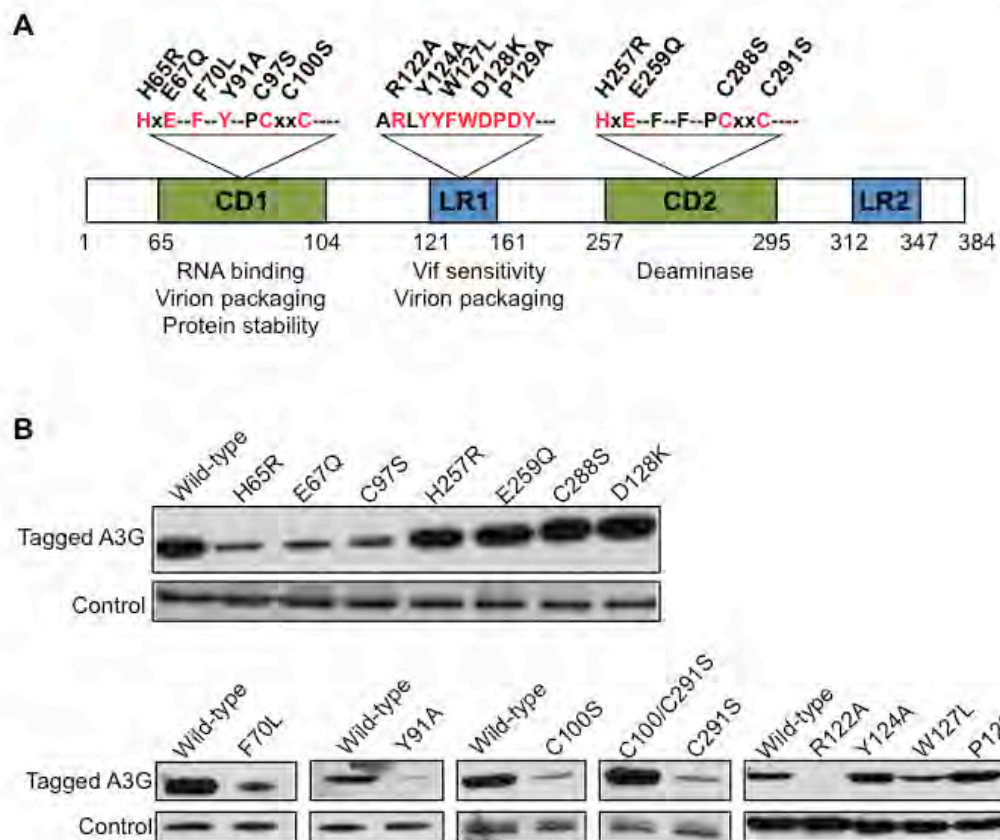 A
H65R E67Q F70L Y91A C97S C100S R122A Y124A W127L D128K P129A H257R E259Q C288S C291S
HxE--F--Y--PCxxC---- ARLYYFWDPDY--- HxE--F--F--PCxxC----
CD1 LR1 CD2 LR2
1 65 104 121 161 257 295 312 347 384
RNA binding Vif sensitivity Deaminase
Virion packaging Virion packaging
Protein stability
B
Wild-type H65R E67Q C97S H257R E259Q C288S D128K
Tagged A3G
Control
Wild-type F70L Wild-type Y91A Wild-type C100S C100/C291S C291S Wild-type R122A Y124A W127L
Tagged A3G
Control